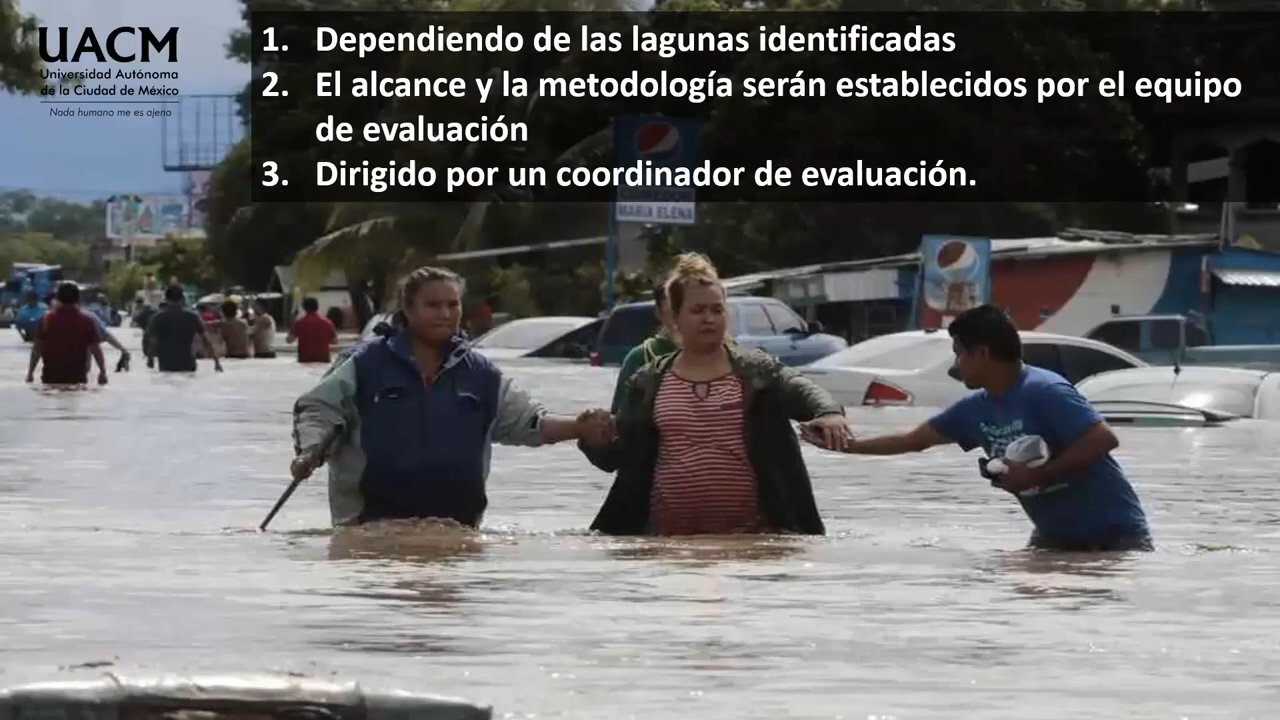 UACM
Universidad Autónoma
de la Ciudad de México
Nada humano me es ajeno
1. Dependiendo de las lagunas identificadas
2. El alcance y la metodología serán establecidos por el equipo
de evaluación
3. Dirigido por un coordinador de evaluación.
MARIA ELENA